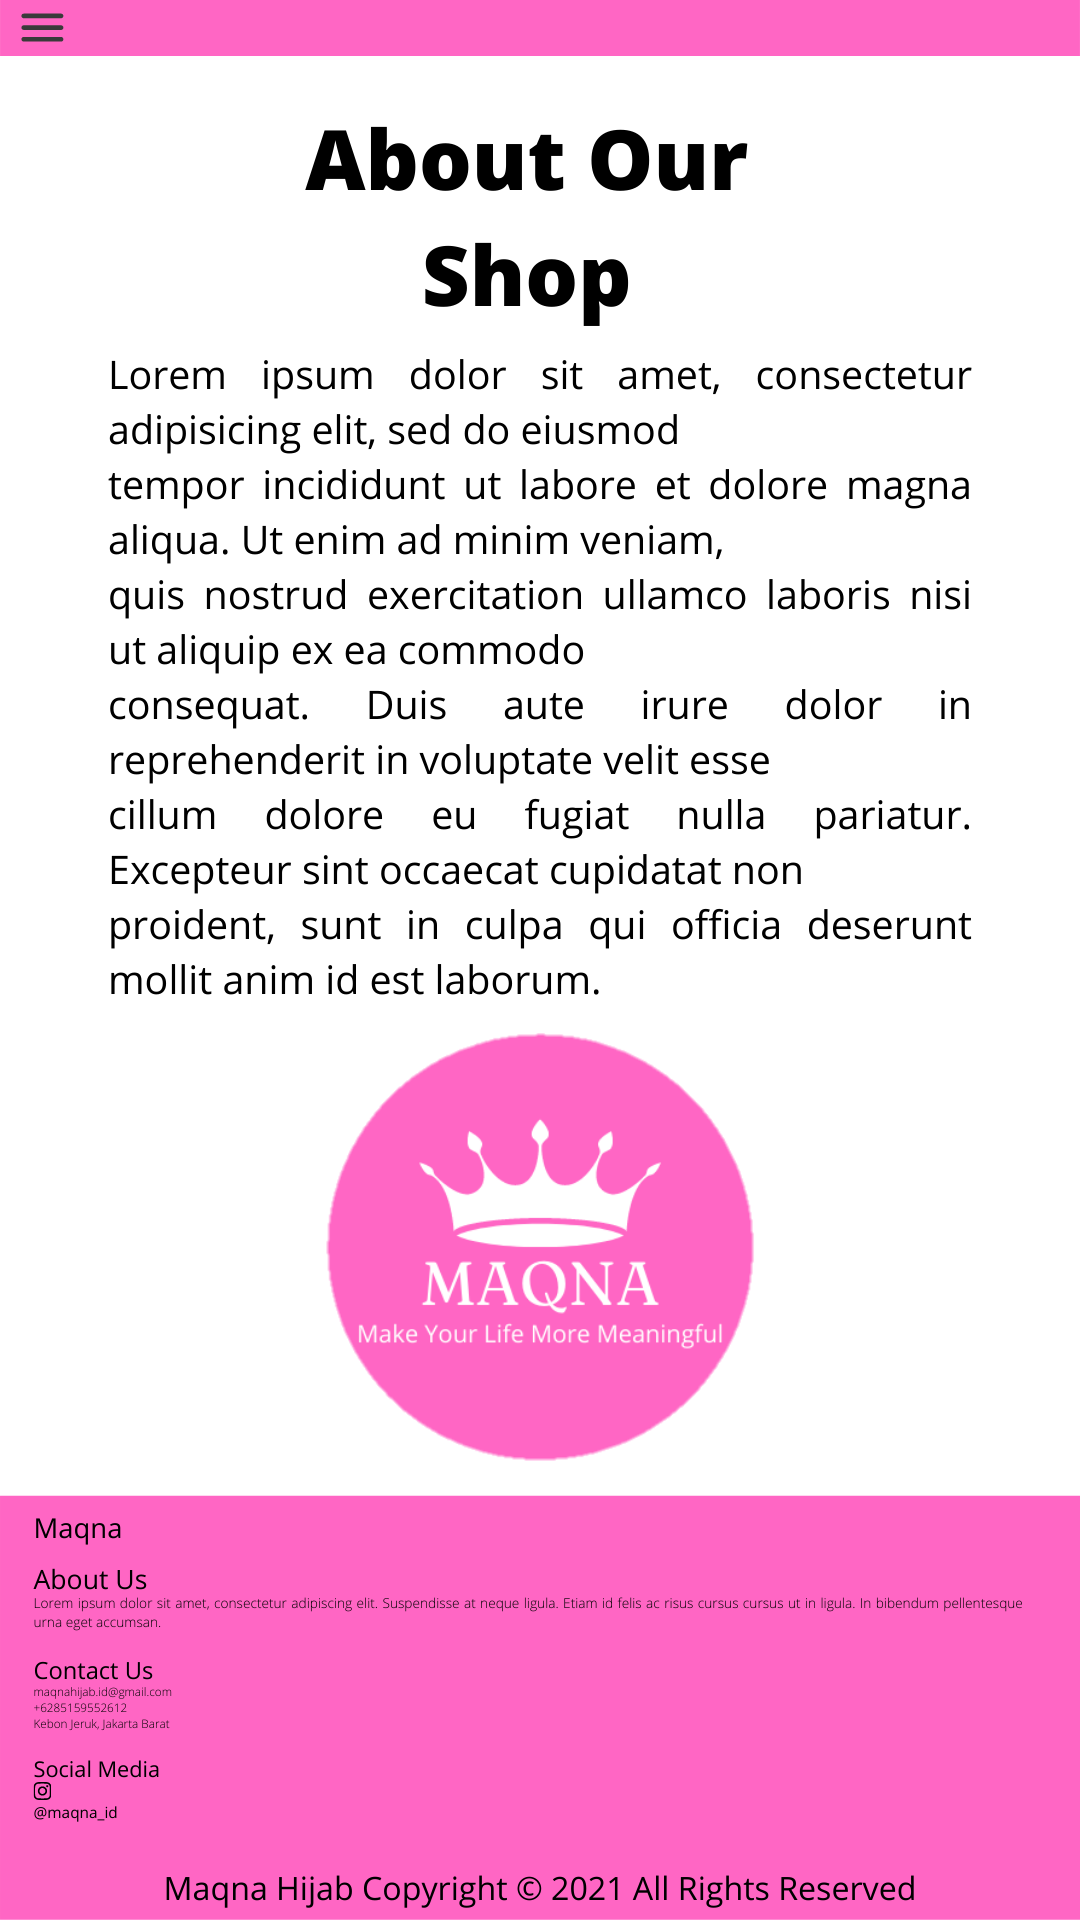 About Our
Shop
Lorem ipsum dolor sit amet, consectetur
adipisicing elit, sed do eiusmod
tempor incididunt ut labore et dolore magna
aliqua. Ut enim ad minim veniam,
quis nostrud exercitation ullamco laboris nisi
ut aliquip ex ea commodo
consequat. Duis aute irure dolor in
reprehenderit in voluptate velit esse
cillum dolore eu fugiat nulla pariatur.
Excepteur sint occaecat cupidatat non
proident, sunt in culpa qui officia deserunt
mollit anim id est laborum.
MAQNA
Make Your Life More Meaningful
Maqna
About Us
Lorem ipsum dolor sit amet, consectetur adipiscing elit. Suspendisse at neque ligula. Etiam id felis ac risus cursus cursus ut in ligula. In bibendum pellentesque
urna eget accumsan.
Contact Us
maqnahijab.id@gmail.com
+6285159552612
Kebon Jeruk, Jakarta Barat
Social Media
@maqna_id
Maqna Hijab Copyright © 2021 All Rights Reserved